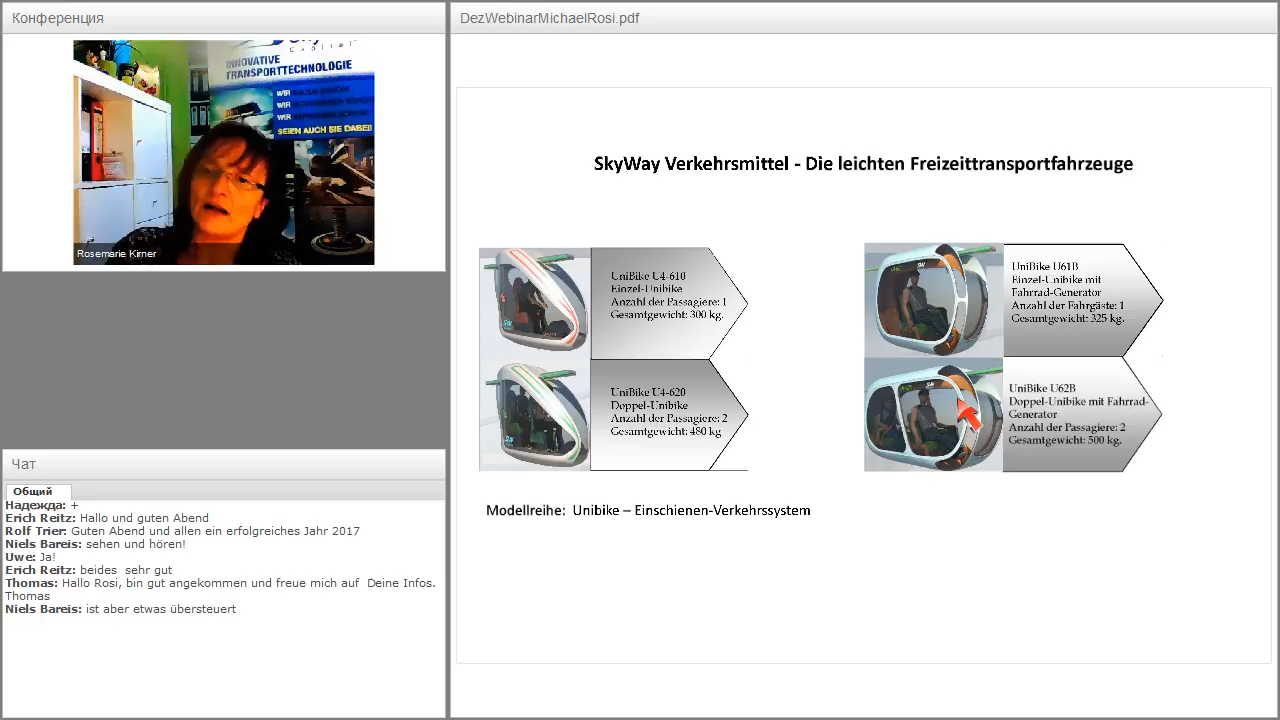 Конференция
DezWebinarMichaelRosi.pdf
INNOVATIVE
TRANSPORTTECHNOLOGIE
WIR
WIR
WIR
SEIEN AUCH SIE DABEI!
Rosemarie Kirner
SkyWay Verkehrsmittel - Die leichten Freizeittransportfahrzeuge
UniBike U4-610
Einzel-Unibike
Anzahl der Passagiere: 1
Gesamtgewicht: 300 kg.
UniBike U4-620
Doppel-Unibike
Anzahl der Passagiere: 2
Gesamtgewicht: 480 kg
UniBike U61B
Einzel-Unibike mit
Fahrrad-Generator
Anzahl der Fahrgäste: 1
Gesamtgewicht: 325 kg.
UniBike U62B
Doppel-Unibike mit Fahrrad-
Generator
Anzahl der Passagiere: 2
Gesamtgewicht: 500 kg.
Modellreihe: Unibike – Einschienen-Verkehrssystem
Чат
Общий
Надежда: +
Erich Reitz: Hallo und guten Abend
Rolf Trier: Guten Abend und allen ein erfolgreiches Jahr 2017
Niels Bareis: sehen und hören!
Uwe: Ja!
Erich Reitz: beides  sehr gut
Thomas: Hallo Rosi, bin gut angekommen und freue mich auf  Deine Infos.
Thomas
Niels Bareis: ist aber etwas übersteuert